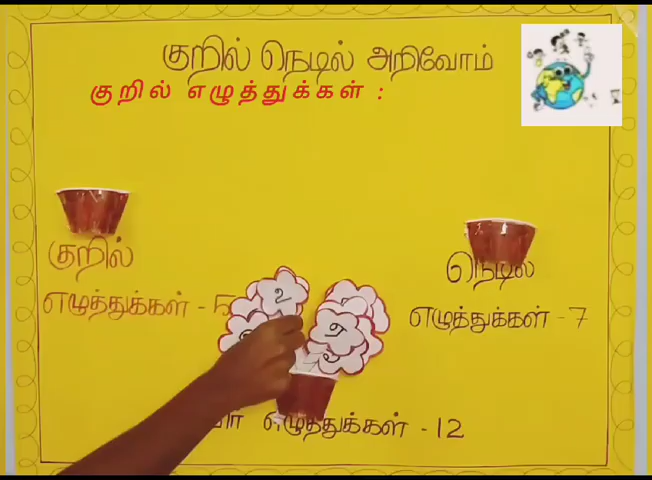 குறில் நெடில் அறிவோம்
குறில் எழுத்துக்கள் :
குறில்
எழுத்துக்கள் - 5
நெடில்
எழுத்துக்கள் - 7
உ
ஏ
எழுத்துக்கள் - 12